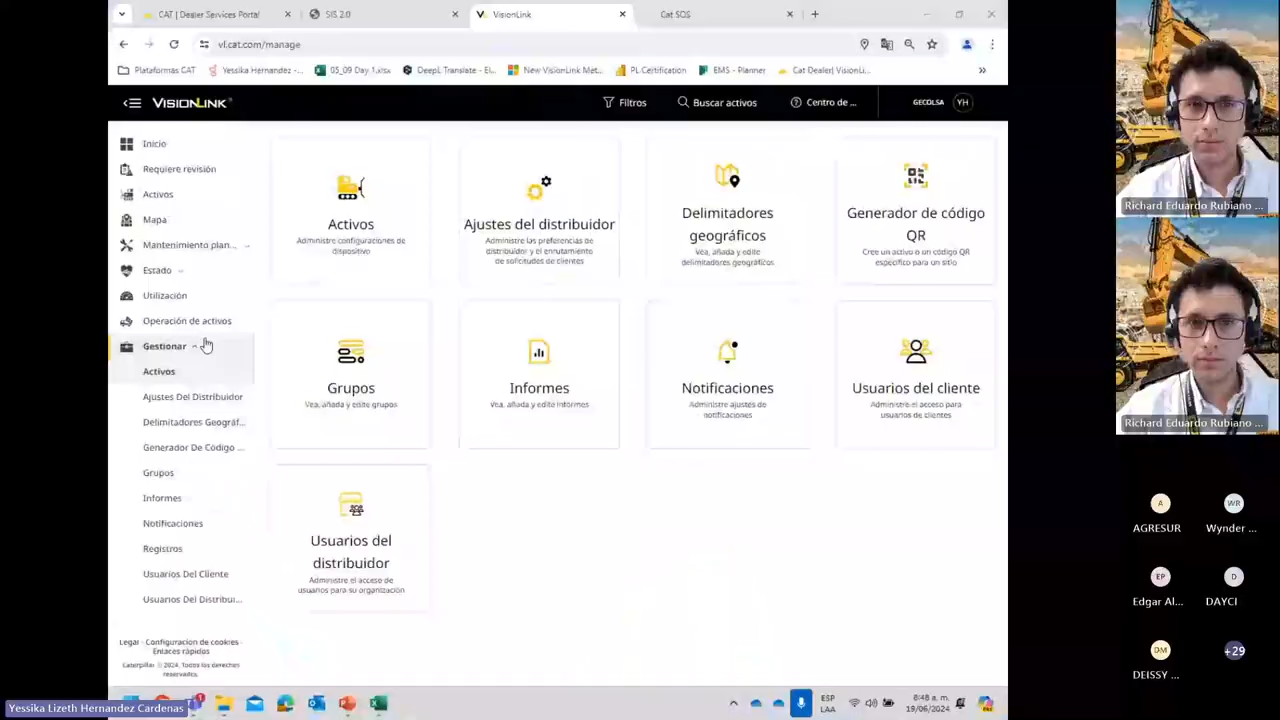 CAT | Dealer Services Portal
SIS 2.0
VisionLink
Cat SOS
vl.cat.com/manage
Plataformas CAT
Yessika Hernandez -...
05_09 Day 1.xlsx
DeepL Translate - El...
New VisionLink Met...
PL Certification
EMS - Planner
Cat Dealer| VisionLi...
VISIONLINK
Filtros
Buscar activos
Centro de ...
GECOLSA
YH
Inicio
Requiere revisión
Activos
Mapa
Mantenimiento plan...
Estado
Utilización
Operación de activos
Gestionar
Activos
Ajustes Del Distribuidor
Delimitadores Geográf...
Generador De Código ...
Grupos
Informes
Notificaciones
Registros
Usuarios Del Cliente
Usuarios Del Distribui...
Legal · Configuración de cookies ·
Enlaces rápidos
Caterpillar © 2024. Todos los derechos
reservados.
Activos
Administre configuraciones de
dispositivo
Ajustes del distribuidor
Administre las preferencias de
distribuidor y el enrutamiento
de solicitudes de clientes
Delimitadores
geográficos
Vea, añada y edite
delimitadores geográficos
Generador de código
QR
Cree un activo o un código QR
específico para un sitio
Grupos
Vea, añada y edite grupos
Informes
Vea, añada y edite informes
Notificaciones
Administre ajustes de
notificaciones
Usuarios del cliente
Administre el acceso para
usuarios de clientes
Usuarios del
distribuidor
Administre el acceso de
usuarios para su organización
ESP
LAA
8:48 a. m.
19/06/2024
Yessika Lizeth Hernandez Cardenas
Richard Eduardo Rubiano ...
Richard Eduardo Rubiano ...
A
AGRESUR
WR
Wynder ...
EP
Edgar Al...
D
DAYCI
DM
DEISSY ...
+29